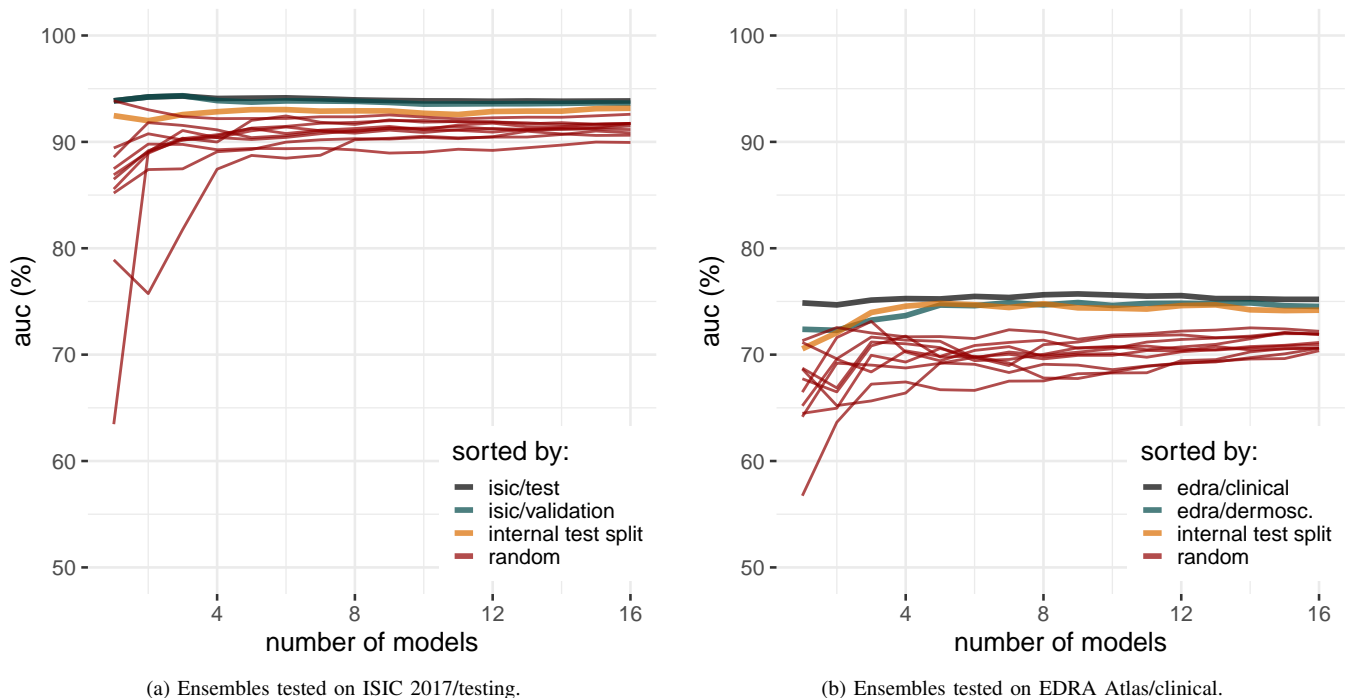 100
90
80
70
60
50
auc (%)
4
8
12
16
number of models
sorted by:
isic/test
isic/validation
internal test split
random
(a) Ensembles tested on ISIC 2017/testing.
100
90
80
70
60
50
auc (%)
4
8
12
16
number of models
sorted by:
edra/clinical
edra/dermosc.
internal test split
random
(b) Ensembles tested on EDRA Atlas/clinical.